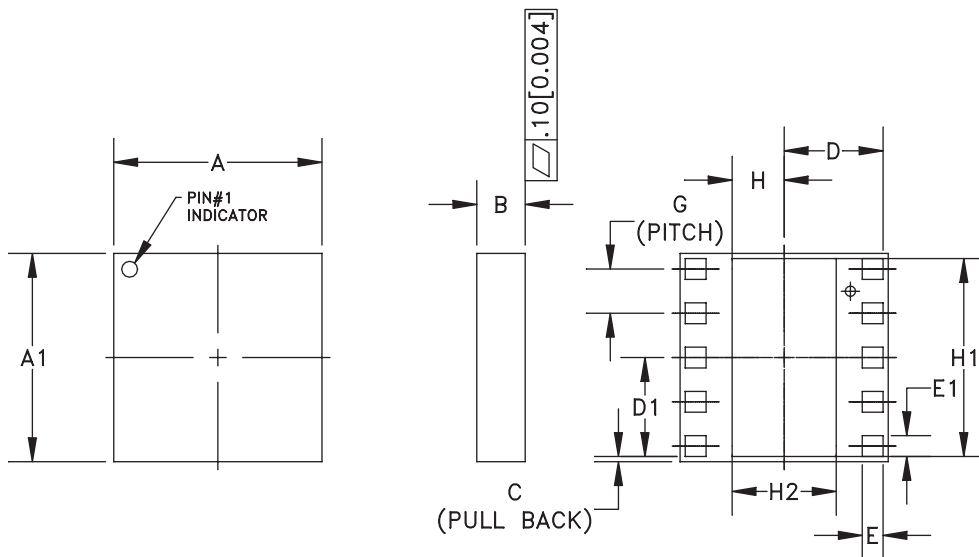 .10[0.004]
A
D
H
PIN#1
INDICATOR
B
G
(PITCH)
A1
H1
D1
E1
C
(PULL BACK)
H2
E